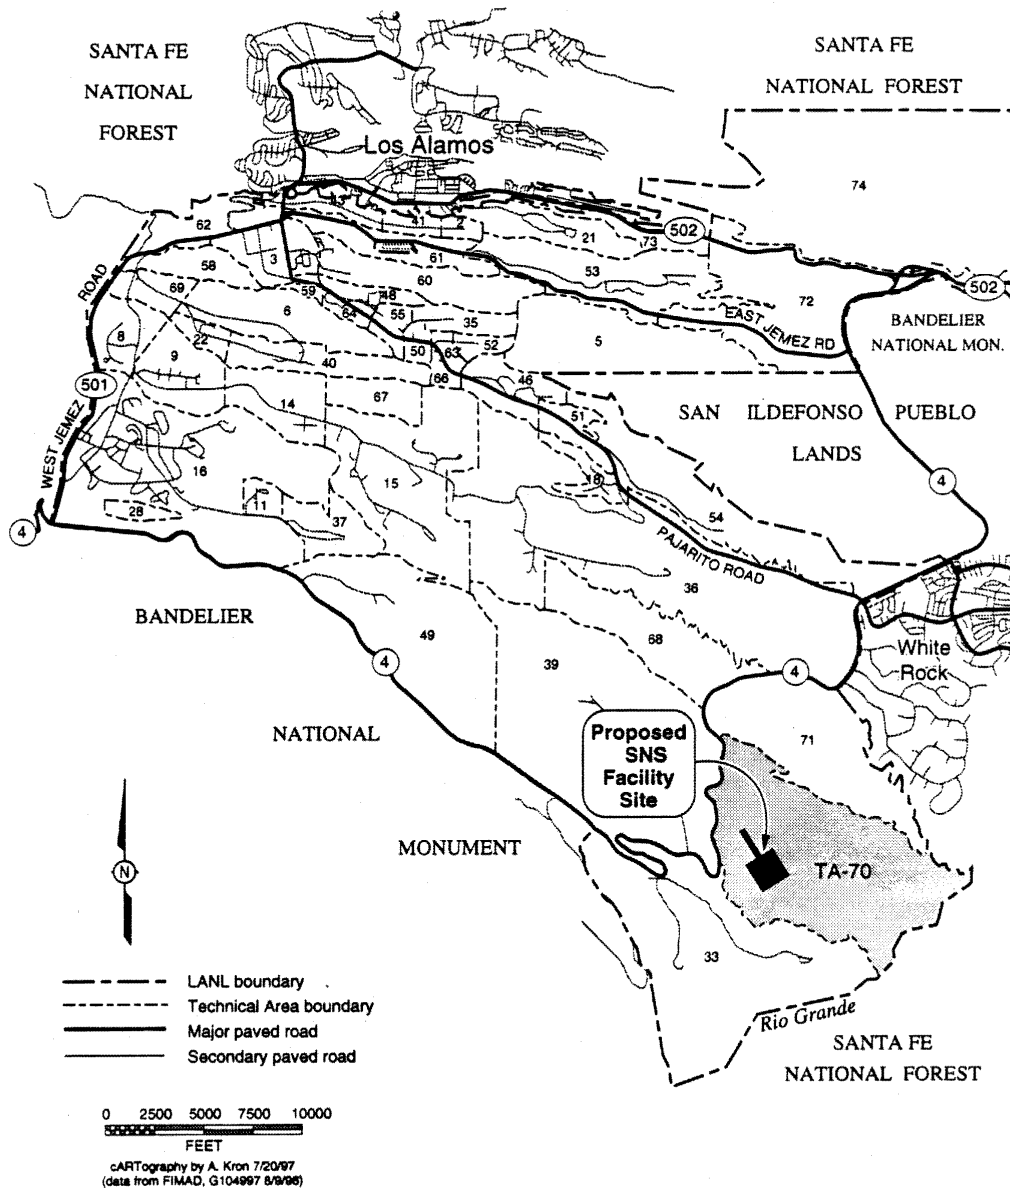 SANTA FE
NATIONAL
FOREST
SANTA FE
NATIONAL FOREST
Los Alamos
74
62
41
2
21
73
502
3
61
53
58
60
69
59
48
6
64
55
35
72
502
ROAD
EAST JEMEZ RD
BANDELIER
NATIONAL MON.
8
22
9
50
63
52
5
40
66
46
501
14
67
51
SAN ILDEFONSO PUEBLO
LANDS
WEST JEMEZ
16
15
18
4
28
11
37
54
4
PAJARITO ROAD
36
BANDELIER
49
68
39
White
Rock
4
4
NATIONAL
71
Proposed
SNS
Facility
Site
MONUMENT
TA-70
N
33
Rio Grande
SANTA FE
NATIONAL FOREST
LANL boundary
Technical Area boundary
Major paved road
Secondary paved road
0 2500 5000 7500 10000
FEET
cARTography by A. Kron 7/20/97
(data from FIMAD, G104997 8/9/96)